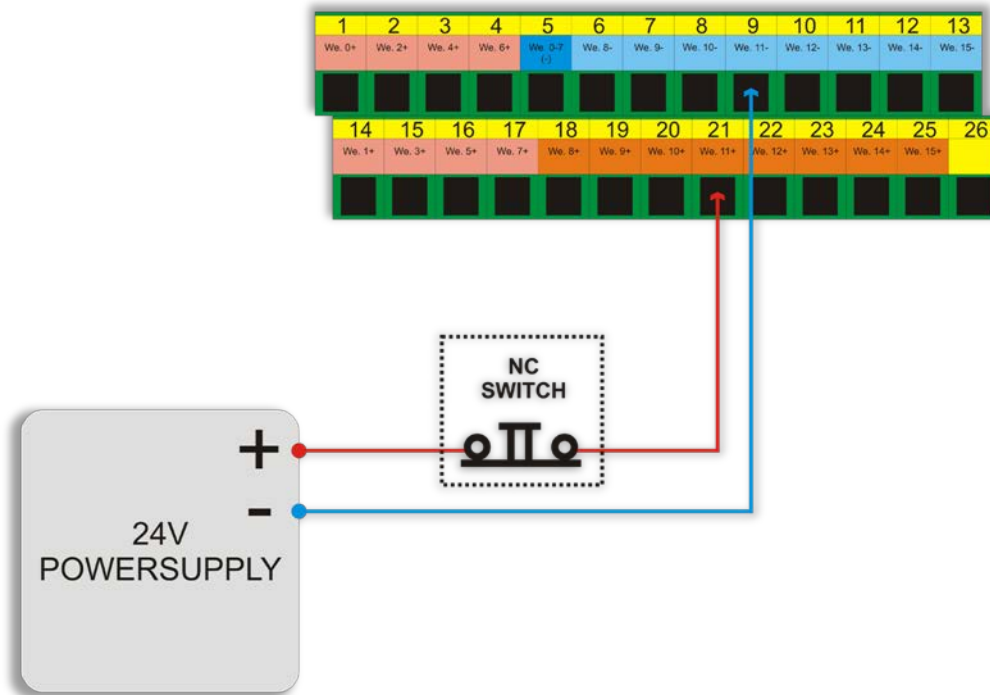 1 2 3 4 5 6 7 8 9 10 11 12 13
We. 0+ We. 2+ We. 4+ We. 6+ We. 0-7 We. 8- We. 9- We. 10- We. 11- We. 12- We. 13- We. 14- We. 15-
(-)
14 15 16 17 18 19 20 21 22 23 24 25 26
We. 1+ We. 3+ We. 5+ We. 7+ We. 8+ We. 9+ We. 10+ We. 11+ We. 12+ We. 13+ We. 14+ We. 15+
NC
SWITCH
+
-
24V
POWERSUPPLY